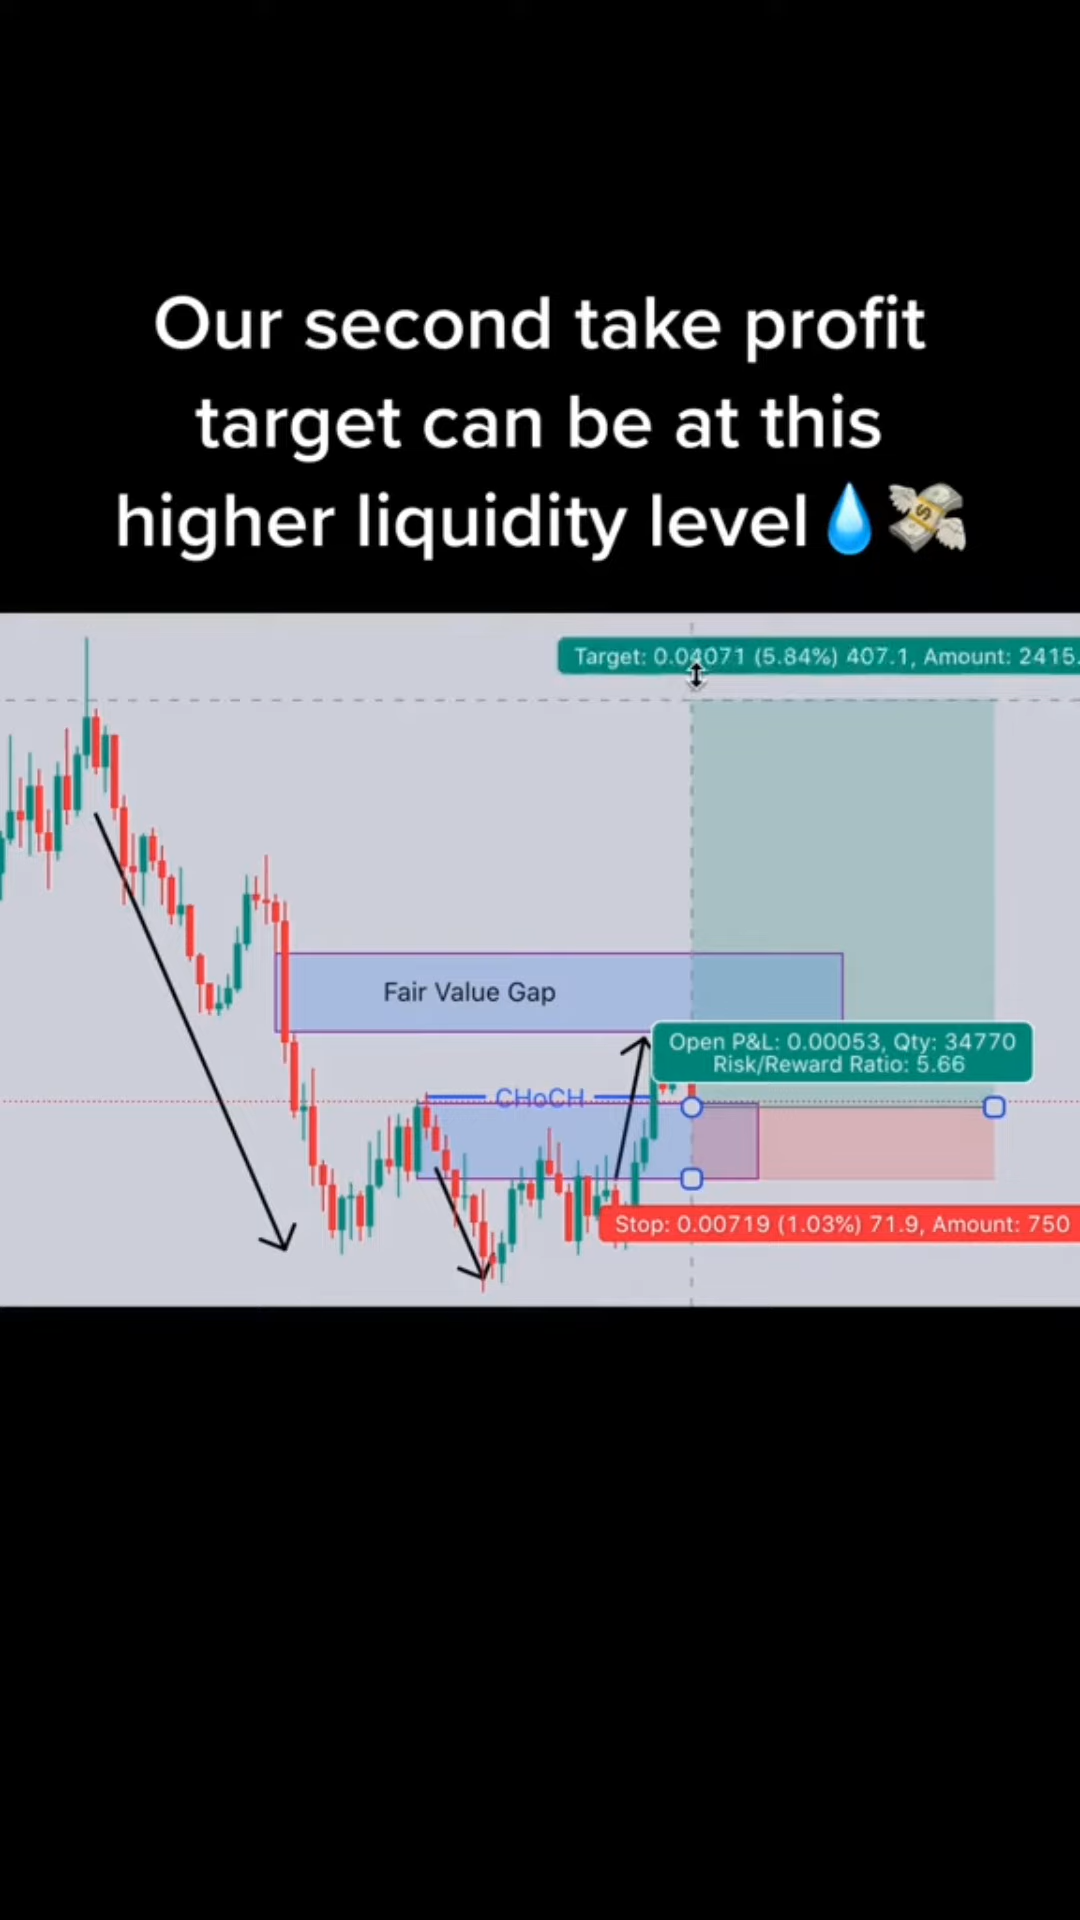 Our second take profit
target can be at this
higher liquidity level💧💸
Target: 0.04071 (5.84%) 407.1, Amount: 2415.
Fair Value Gap
Open P&L: 0.00053, Qty: 34770
Risk/Reward Ratio: 5.66
CHoCH
Stop: 0.00719 (1.03%) 71.9, Amount: 750